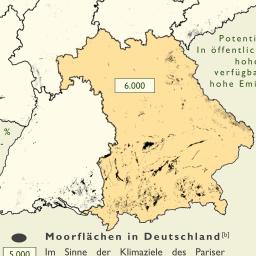 Potenti
In öffentlic
hohe
verfügba
hohe Emi
6.000
%
Moorflächen in Deutschland[b]
5.000
Im Sinne der Klimaziele des Pariser